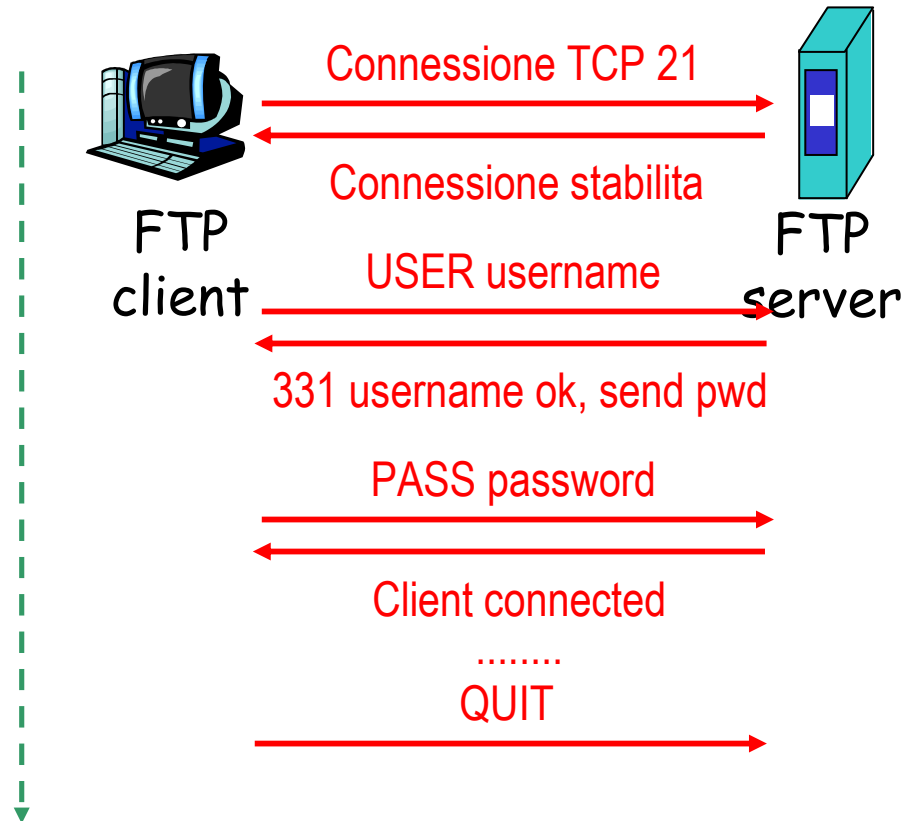 Connessione TCP 21
Connessione stabilita
FTP
client
FTP
server
USER username
331 username ok, send pwd
PASS password
Client connected
........
QUIT